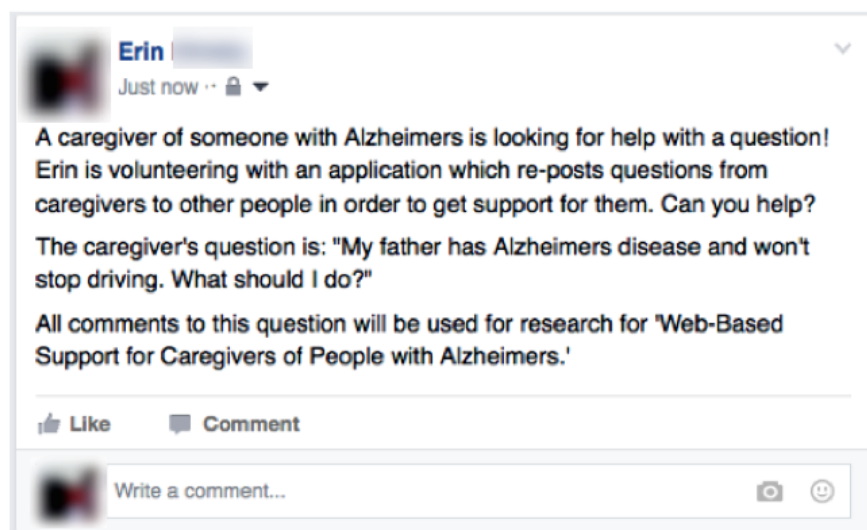 Erin
Just now
A caregiver of someone with Alzheimers is looking for help with a question!
Erin is volunteering with an application which re-posts questions from
caregivers to other people in order to get support for them. Can you help?
The caregiver's question is: "My father has Alzheimers disease and won't
stop driving. What should I do?"
All comments to this question will be used for research for 'Web-Based
Support for Caregivers of People with Alzheimers.'
Like Comment
Write a comment...